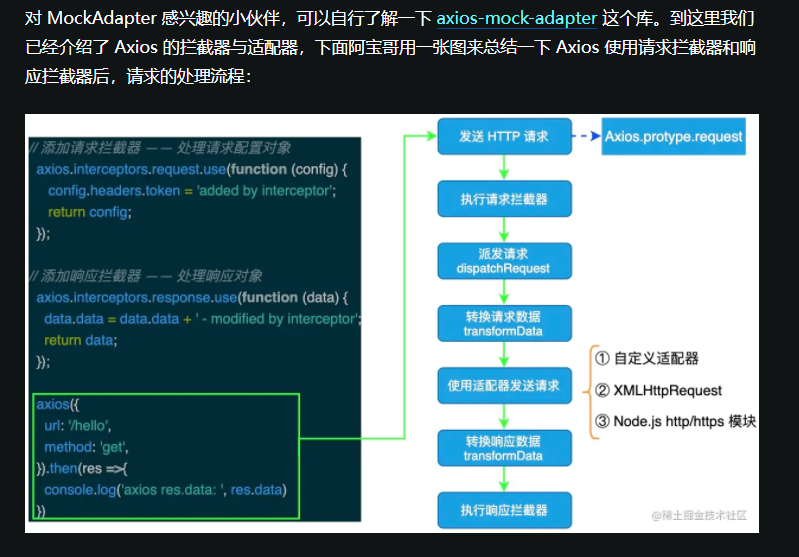 对 MockAdapter 感兴趣的小伙伴，可以自行了解一下 axios-mock-adapter 这个库。到这里我们
已经介绍了 Axios 的拦截器与适配器，下面阿宝哥用一张图来总结一下 Axios 使用请求拦截器和响
应拦截器后，请求的处理流程：
// 添加请求拦截器 —— 处理请求配置对象
axios.interceptors.request.use(function (config) {
config.headers.token = 'added by interceptor';
return config;
});
// 添加响应拦截器 —— 处理响应对象
axios.interceptors.response.use(function (data) {
data.data = data.data + ' - modified by interceptor';
return data;
});
axios({
url: '/hello',
method: 'get',
}).then(res =>{
console.log('axios res.data: ', res.data)
})
发送 HTTP 请求
Axios.protype.request
执行请求拦截器
派发请求
dispatchRequest
转换请求数据
transformData
使用适配器发送请求
① 自定义适配器
② XMLHttpRequest
③ Node.js http/https 模块
转换响应数据
transformData
执行响应拦截器
@稀土掘金技术社区